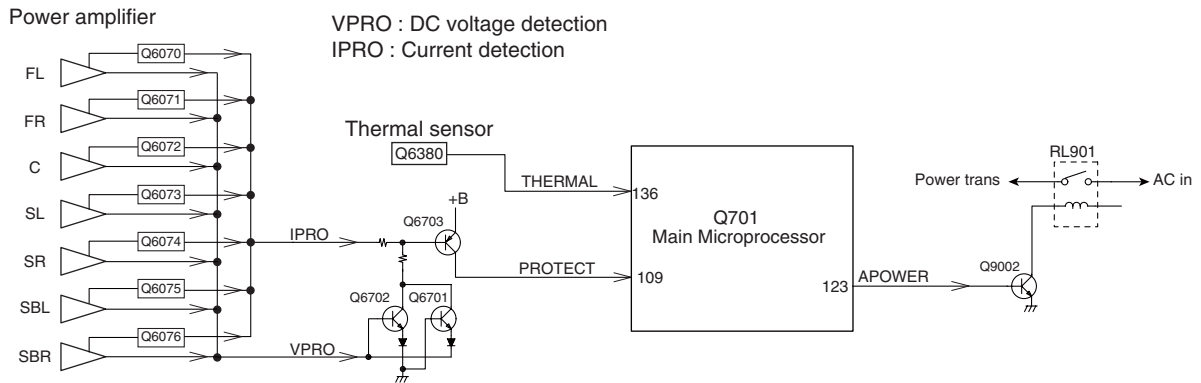 Power amplifier
VPRO : DC voltage detection
IPRO : Current detection
FL
Q6070
FR
Q6071
C
Q6072
SL
Q6073
SR
Q6074
SBL
Q6075
SBR
Q6076
Thermal sensor
Q6380
THERMAL
136
IPRO
Q6703
+B
PROTECT
109
Q6702
Q6701
VPRO
Q701
Main Microprocessor
123
APOWER
Q9002
RL901
Power trans
AC in